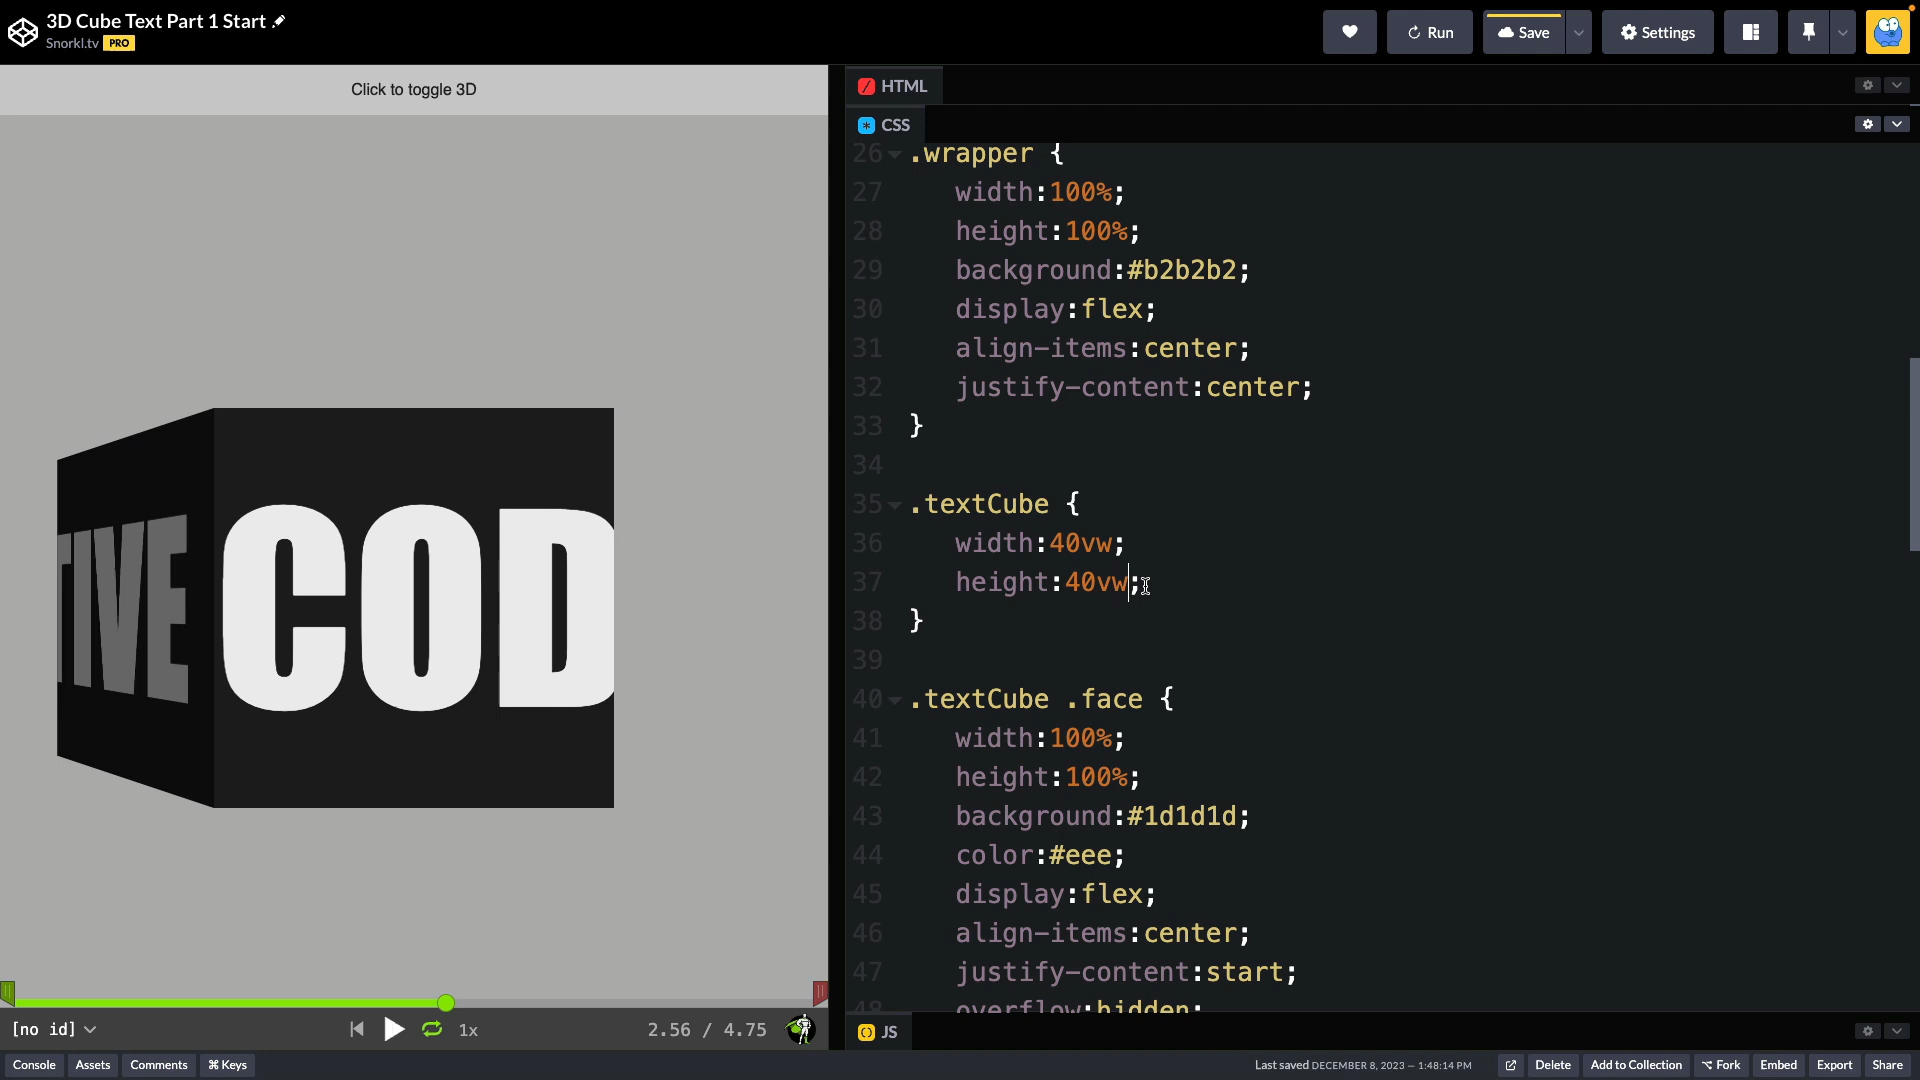 3D Cube Text Part 1 Start
Snorkl.tv PRO
Run
Save
Settings
Click to toggle 3D
TIVE
COD
[no id]
1x
2.56 / 4.75
HTML
CSS
26 .wrapper {
27 width:100%;
28 height:100%;
29 background:#b2b2b2;
30 display:flex;
31 align-items:center;
32 justify-content:center;
33 }
34
35 .textCube {
36 width:40vw;
37 height:40vw;
38 }
39
40 .textCube .face {
41 width:100%;
42 height:100%;
43 background:#1d1d1d;
44 color:#eee;
45 display:flex;
46 align-items:center;
47 justify-content:start;
48 overflow:hidden;
JS
Console Assets Comments ⌘ Keys
Last saved DECEMBER 8, 2023 — 1:48:14 PM
Delete Add to Collection ⌥ Fork Embed Export Share